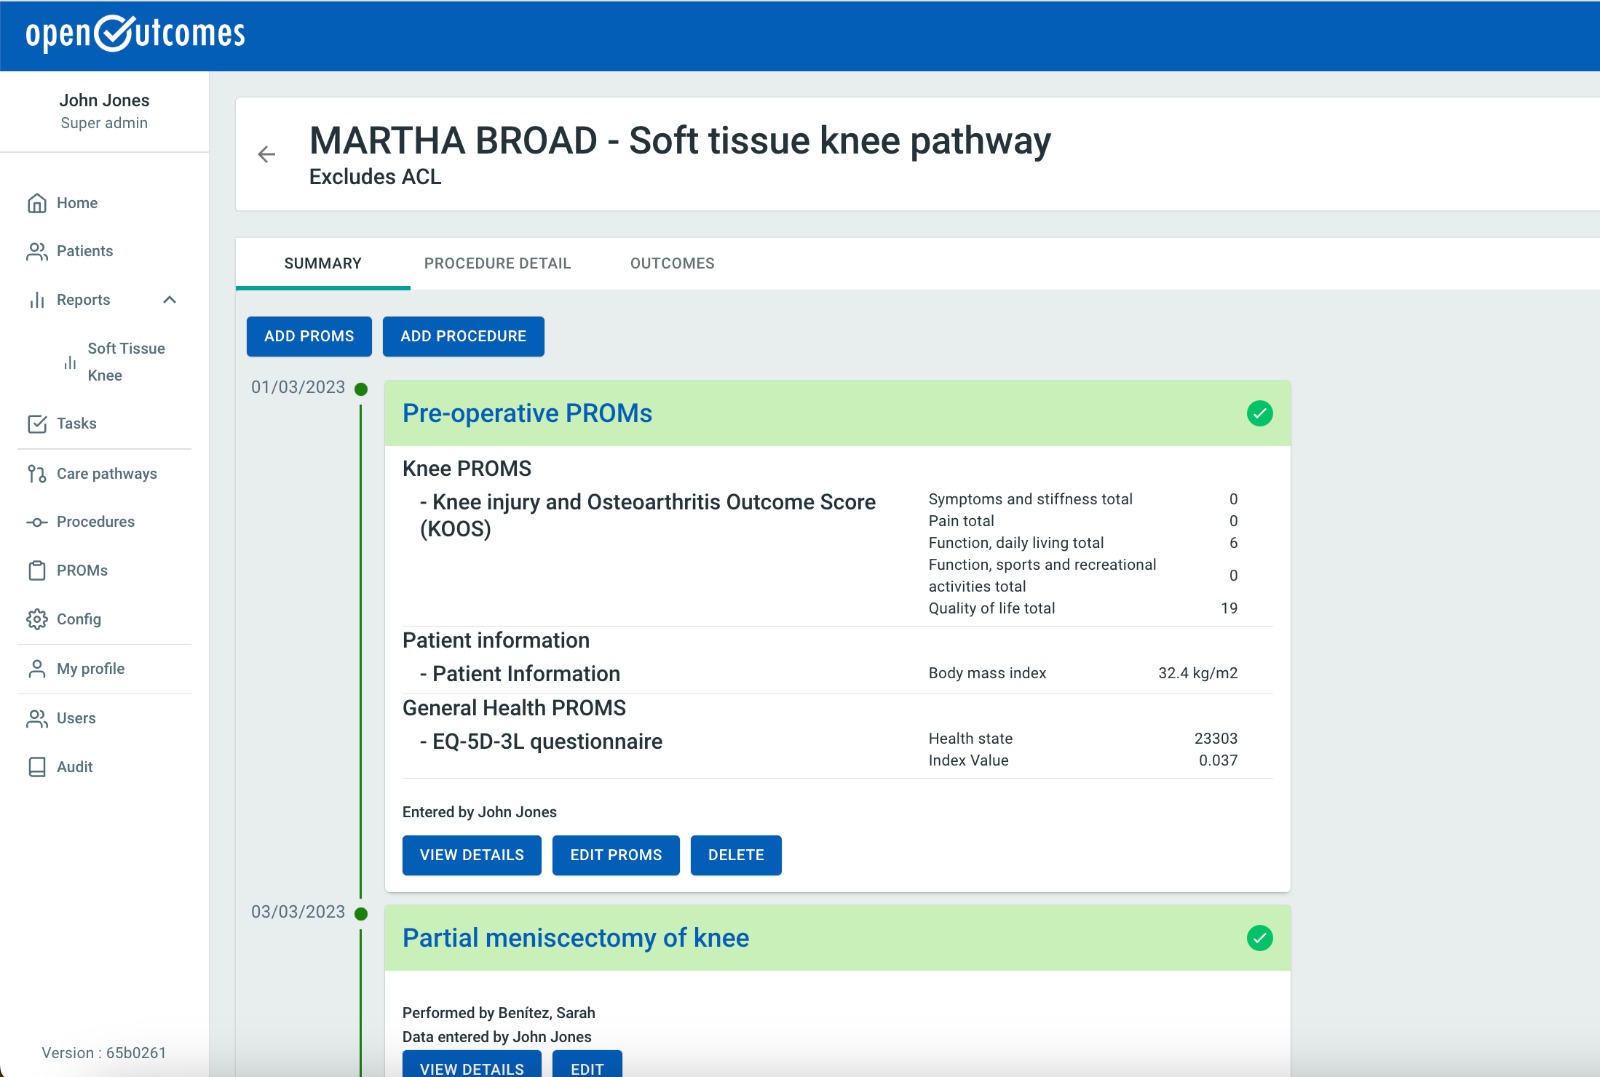 openOutcomes
John Jones
Super admin
Home
Patients
Reports
Soft Tissue
Knee
Tasks
Care pathways
Procedures
PROMs
Config
My profile
Users
Audit
Version : 65b0261
MARTHA BROAD - Soft tissue knee pathway
Excludes ACL
SUMMARY PROCEDURE DETAIL OUTCOMES
ADD PROMS ADD PROCEDURE
01/03/2023
Pre-operative PROMs
Knee PROMS
- Knee injury and Osteoarthritis Outcome Score
(KOOS)
Symptoms and stiffness total 0
Pain total 0
Function, daily living total 6
Function, sports and recreational
activities total 0
Quality of life total 19
Patient information
- Patient Information Body mass index 32.4 kg/m2
General Health PROMS
- EQ-5D-3L questionnaire
Health state 23303
Index Value 0.037
Entered by John Jones
VIEW DETAILS EDIT PROMS DELETE
03/03/2023
Partial meniscectomy of knee
Performed by Benítez, Sarah
Data entered by John Jones
VIEW DETAILS EDIT